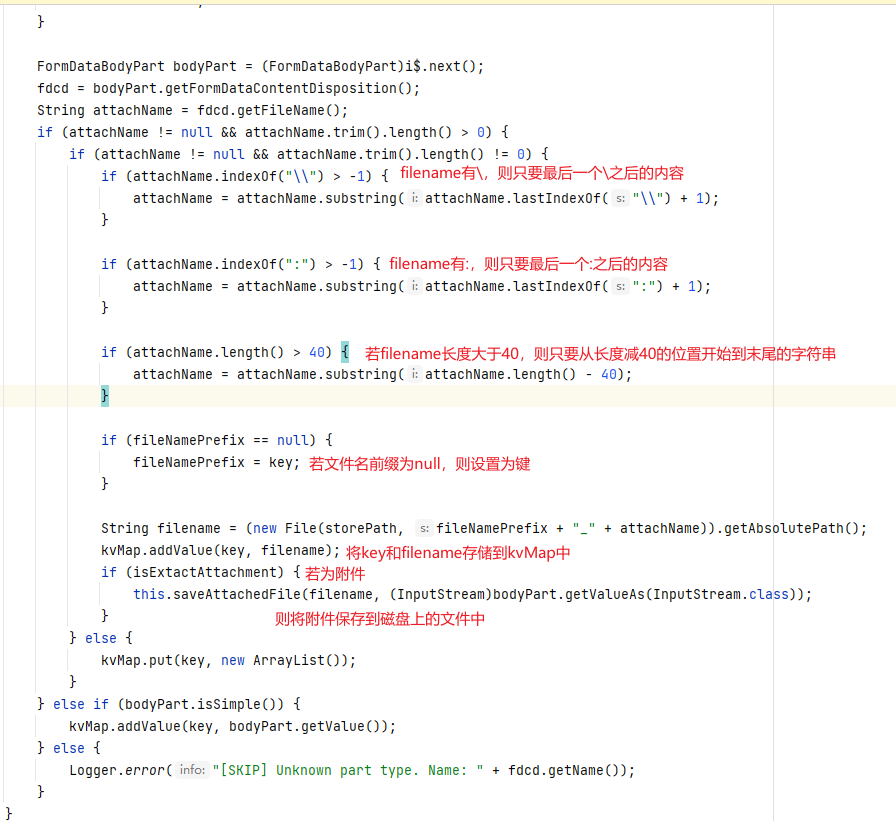 }
FormDataBodyPart bodyPart = (FormDataBodyPart)i$.next();
fdcd = bodyPart.getFormDataContentDisposition();
String attachName = fdcd.getFileName();
if (attachName != null && attachName.trim().length() > 0) {
if (attachName != null && attachName.trim().length() != 0) {
if (attachName.indexOf("\\") > -1) { filename有\，则只要最后一个\之后的内容
attachName = attachName.substring( i: attachName.lastIndexOf( s: "\\") + 1);
}
if (attachName.indexOf(":") > -1) { filename有:，则只要最后一个:之后的内容
attachName = attachName.substring( i: attachName.lastIndexOf( s: ":") + 1);
}
if (attachName.length() > 40) { 若filename长度大于40，则只要从长度减40的位置开始到末尾的字符串
attachName = attachName.substring( i: attachName.length() - 40);
}
if (fileNamePrefix == null) {
fileNamePrefix = key; 若文件名前缀为null，则设置为键
}
String filename = (new File(storePath, s: fileNamePrefix + "_" + attachName)).getAbsolutePath();
kvMap.addValue(key, filename); 将key和filename存储到kvMap中
if (isExtactAttachment) { 若为附件
this.saveAttachedFile(filename, (InputStream)bodyPart.getValueAs(InputStream.class));
} 则将附件保存到磁盘上的文件中
} else {
kvMap.put(key, new ArrayList());
}
} else if (bodyPart.isSimple()) {
kvMap.addValue(key, bodyPart.getValue());
} else {
Logger.error( info: "[SKIP] Unknown part type. Name: " + fdcd.getName());
}
}